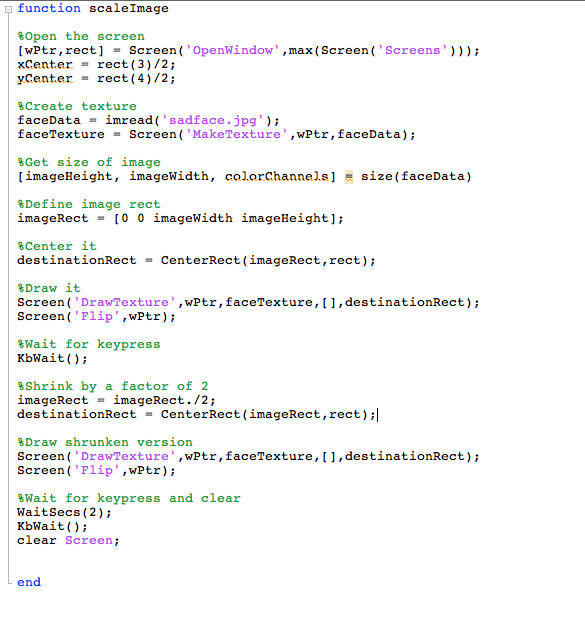 function scaleImage
%Open the screen
[wPtr,rect] = Screen('OpenWindow',max(Screen('Screens')));
xCenter = rect(3)/2;
yCenter = rect(4)/2;
%Create texture
faceData = imread('sadface.jpg');
faceTexture = Screen('MakeTexture',wPtr,faceData);
%Get size of image
[imageHeight, imageWidth, colorChannels] = size(faceData)
%Define image rect
imageRect = [0 0 imageWidth imageHeight];
%Center it
destinationRect = CenterRect(imageRect,rect);
%Draw it
Screen('DrawTexture',wPtr,faceTexture,[],destinationRect);
Screen('Flip',wPtr);
%Wait for keypress
KbWait();
%Shrink by a factor of 2
imageRect = imageRect./2;
destinationRect = CenterRect(imageRect,rect);
%Draw shrunken version
Screen('DrawTexture',wPtr,faceTexture,[],destinationRect);
Screen('Flip',wPtr);
%Wait for keypress and clear
WaitSecs(2);
KbWait();
clear Screen;
end